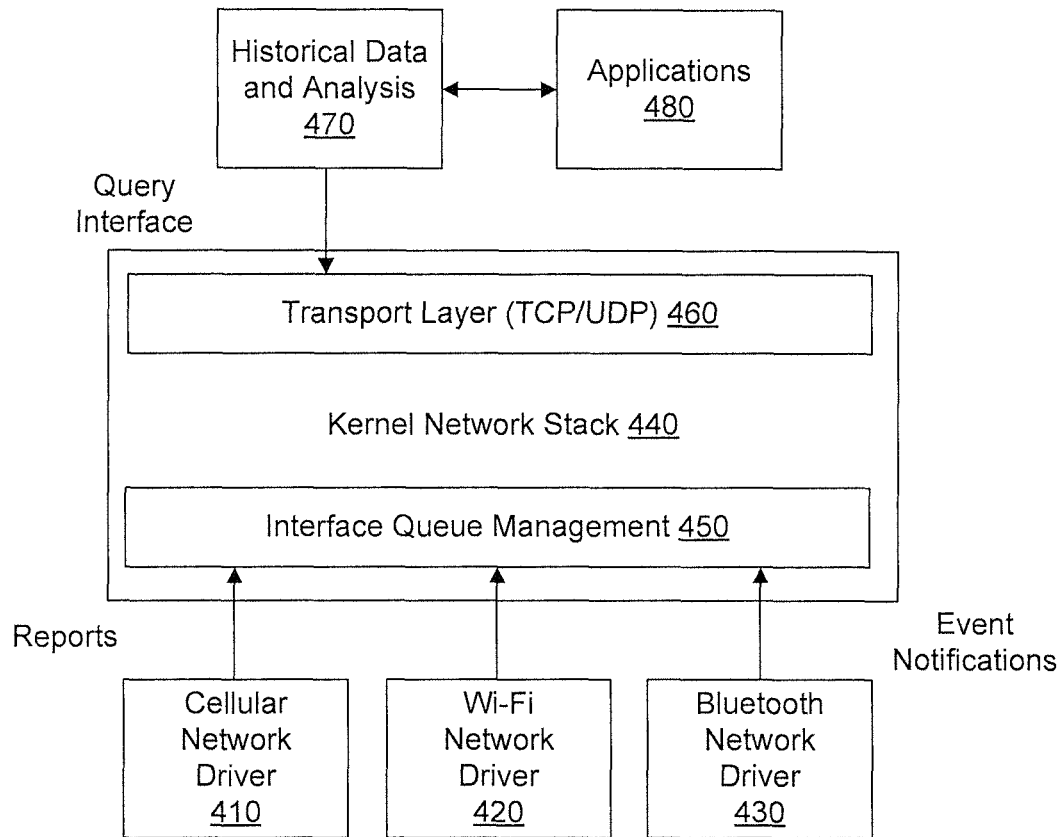 Historical Data
and Analysis
470
Applications
480
Query
Interface
Transport Layer (TCP/UDP) 460
Kernel Network Stack 440
Interface Queue Management 450
Reports
Event
Notifications
Cellular
Network
Driver
410
Wi-Fi
Network
Driver
420
Bluetooth
Network
Driver
430